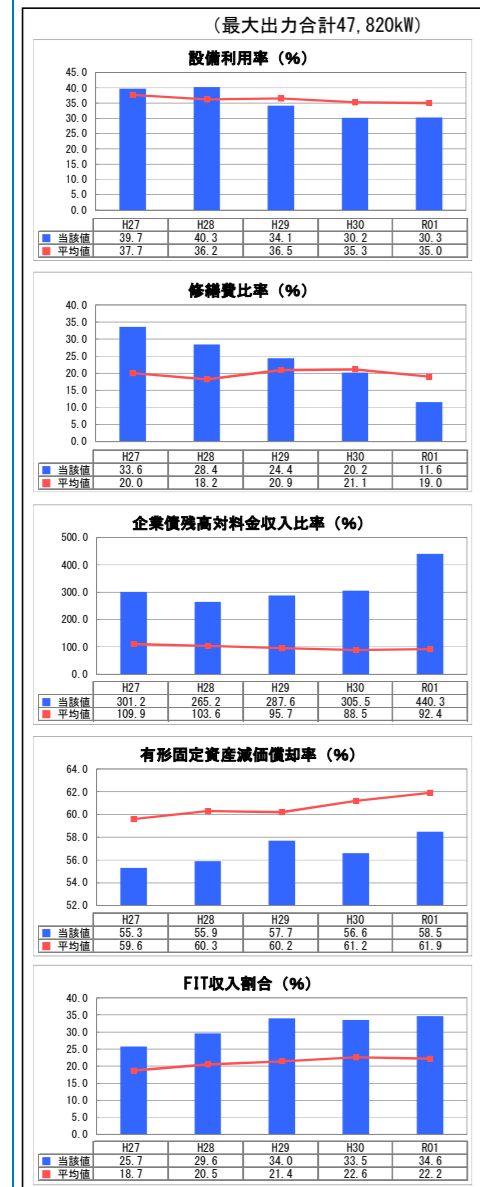 （最大出力合計47,820kW）
設備利用率（%）
45.0
40.0
35.0
30.0
25.0
20.0
15.0
10.0
5.0
0.0
H27 H28 H29 H30 R01
当該値 39.7 40.3 34.1 30.2 30.3
平均値 37.7 36.2 36.5 35.3 35.0
修繕費比率（%）
40.0
35.0
30.0
25.0
20.0
15.0
10.0
5.0
0.0
H27 H28 H29 H30 R01
当該値 33.6 28.4 24.4 20.2 11.6
平均値 20.0 18.2 20.9 21.1 19.0
企業債残高対料金収入比率（%）
500.0
400.0
300.0
200.0
100.0
0.0
H27 H28 H29 H30 R01
当該値 301.2 265.2 287.6 305.5 440.3
平均値 109.9 103.6 95.7 88.5 92.4
有形固定資産減価償却率（%）
64.0
62.0
60.0
58.0
56.0
54.0
52.0
H27 H28 H29 H30 R01
当該値 55.3 55.9 57.7 56.6 58.5
平均値 59.6 60.3 60.2 61.2 61.9
FIT収入割合（%）
40.0
35.0
30.0
25.0
20.0
15.0
10.0
5.0
0.0
H27 H28 H29 H30 R01
当該値 25.7 29.6 34.0 33.5 34.6
平均値 18.7 20.5 21.4 22.6 22.2